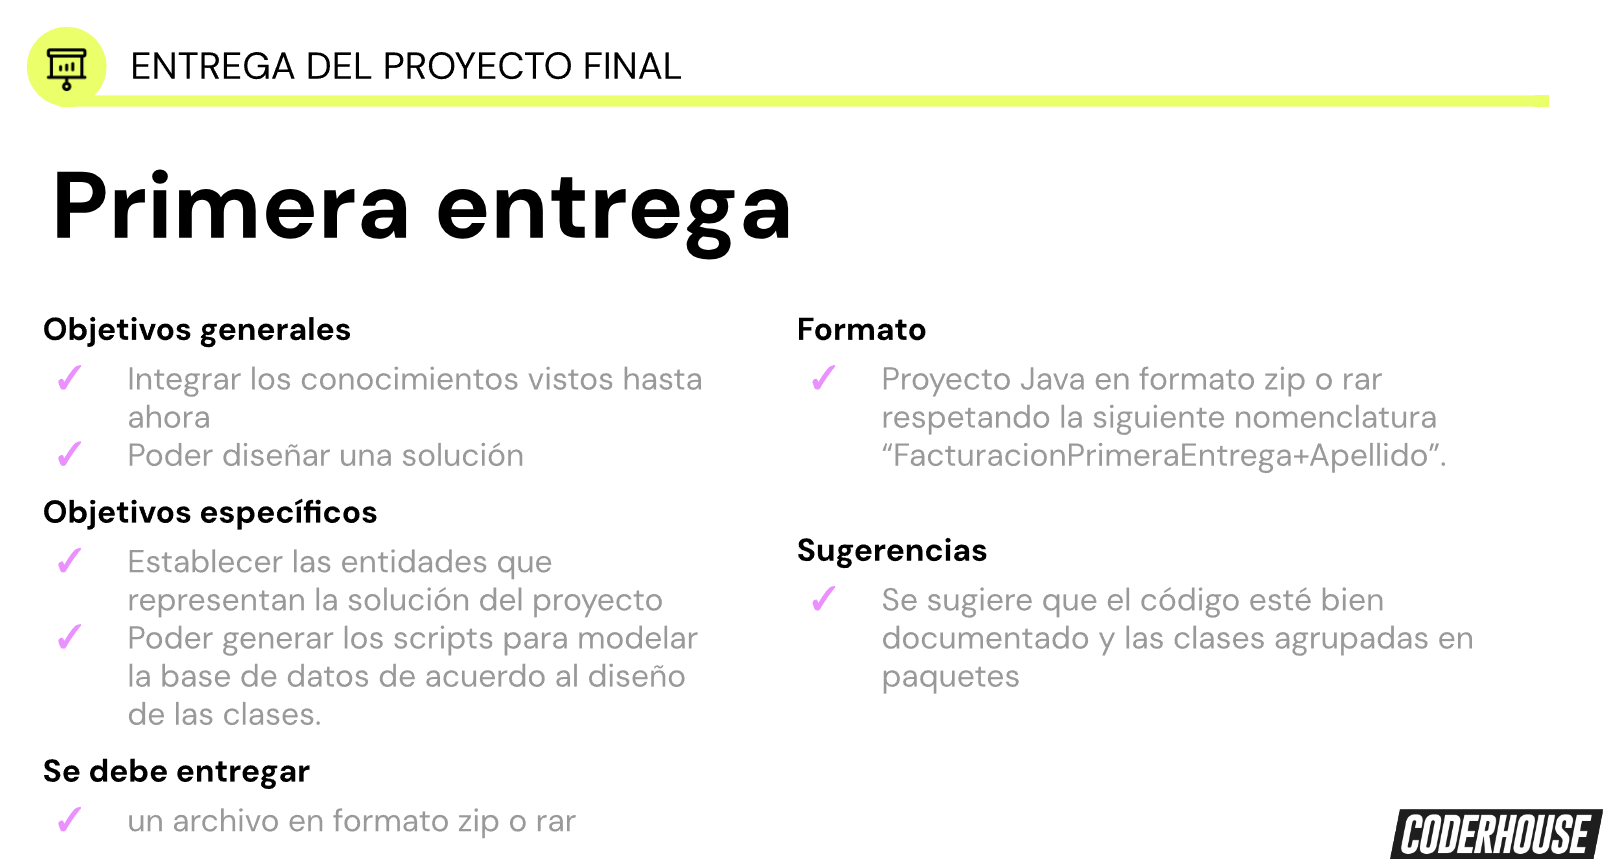 ENTREGA DEL PROYECTO FINAL
Primera entrega
Objetivos generales
✓ Integrar los conocimientos vistos hasta
ahora
✓ Poder diseñar una solución
Objetivos específicos
✓ Establecer las entidades que
representan la solución del proyecto
✓ Poder generar los scripts para modelar
la base de datos de acuerdo al diseño
de las clases.
Se debe entregar
✓ un archivo en formato zip o rar
Formato
✓ Proyecto Java en formato zip o rar
respetando la siguiente nomenclatura
“FacturacionPrimeraEntrega+Apellido”.
Sugerencias
✓ Se sugiere que el código esté bien
documentado y las clases agrupadas en
paquetes
CODERHOUSE